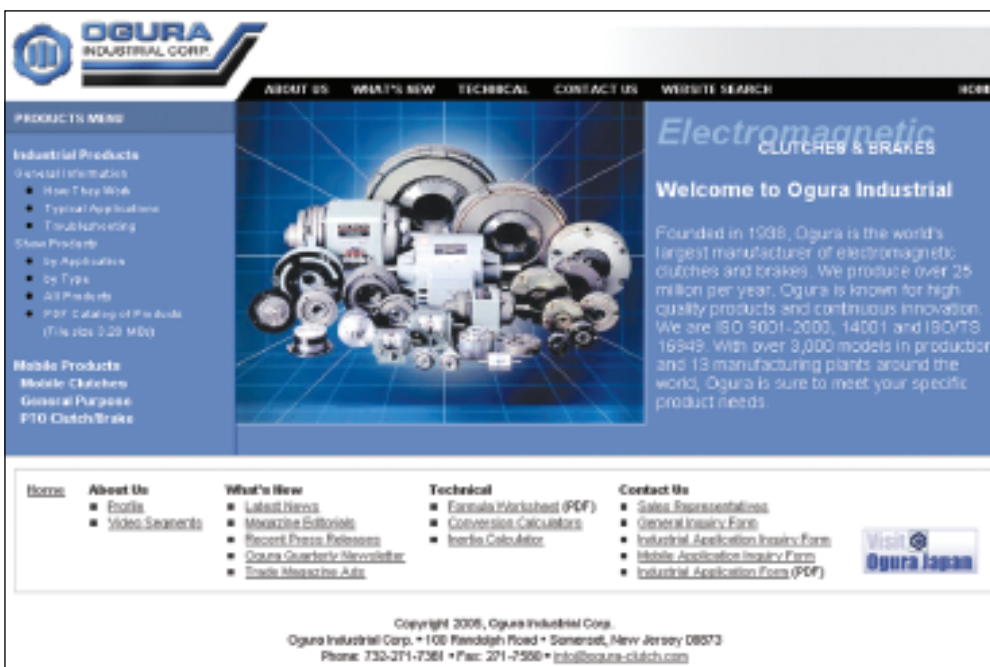 OGURA
INDUSTRIAL CORP.
ABOUT US WHAT'S NEW TECHNICAL CONTACT US WEBSITE SEARCH HOM
PRODUCTS MENU
Industrial Products
General Information
How They Work
Typical Applications
Troubleshooting
Show Products
by Application
by Type
All Products
PDF Catalog of Products
(File size 3.29 MB)
Mobile Products
Mobile Clutches
General Purpose
PTO Clutch/Brake
Electromagnetic
CLUTCHES & BRAKES
Welcome to Ogura Industrial
Founded in 1938, Ogura is the world's
largest manufacturer of electromagnetic
clutches and brakes. We produce over 25
million per year. Ogura is known for high
quality products and continuous innovation.
We are ISO 9001-2000, 14001 and ISO/TS
16949. With over 3,000 models in production
and 13 manufacturing plants around the
world, Ogura is sure to meet your specific
product needs.
Home
About Us
Profile
Video Segments
What's New
Latest News
Magazine Editorials
Recent Press Releases
Ogura Quarterly Newsletter
Trade Magazine Ads
Technical
Formula Worksheet (PDF)
Conversion Calculators
Inertia Calculator
Contact Us
Sales Representatives
General Inquiry Form
Industrial Application Inquiry Form
Mobile Application Inquiry Form
Industrial Application Form (PDF)
Visit
Ogura Japan
Copyright 2005, Ogura Industrial Corp.
Ogura Industrial Corp. • 100 Randolph Road • Somerset, New Jersey 08873
Phone: 732-271-7361 • Fax: 271-7580 • info@ogura-clutch.com